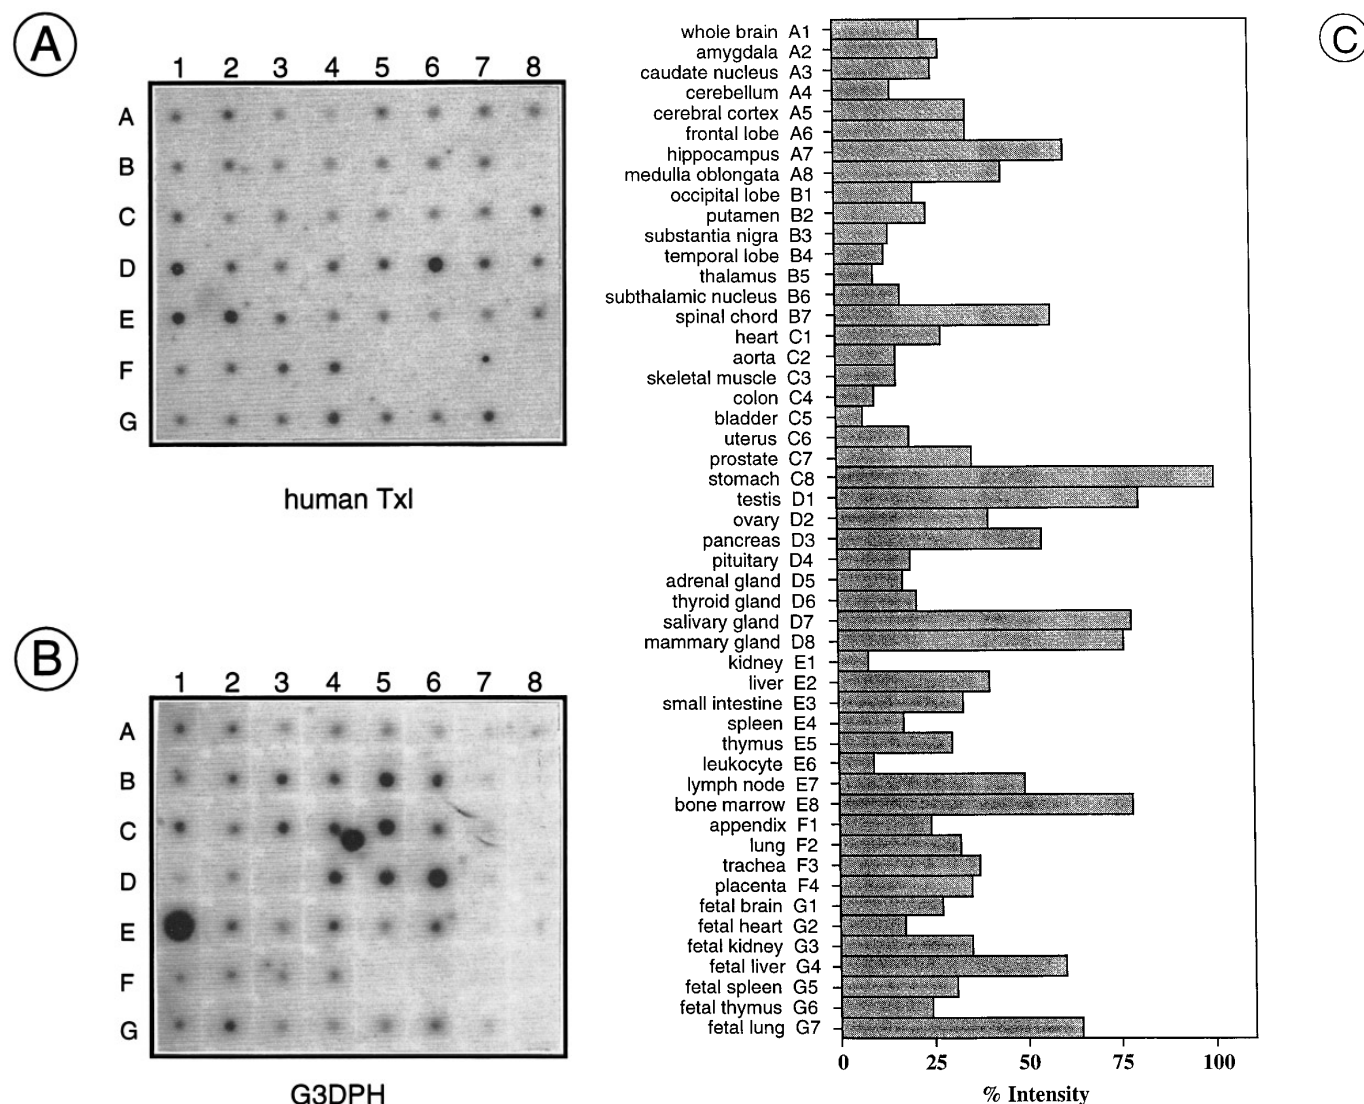 A
1 2 3 4 5 6 7 8
A
B
C
D
E
F
G
human Txl
B
1 2 3 4 5 6 7 8
A
B
C
D
E
F
G
G3DPH
C
whole brain A1
amygdala A2
caudate nucleus A3
cerebellum A4
cerebral cortex A5
frontal lobe A6
hippocampus A7
medulla oblongata A8
occipital lobe B1
putamen B2
substantia nigra B3
temporal lobe B4
thalamus B5
subthalamic nucleus B6
spinal chord B7
heart C1
aorta C2
skeletal muscle C3
colon C4
bladder C5
uterus C6
prostate C7
stomach C8
testis D1
ovary D2
pancreas D3
pituitary D4
adrenal gland D5
thyroid gland D6
salivary gland D7
mammary gland D8
kidney E1
liver E2
small intestine E3
spleen E4
thymus E5
leukocyte E6
lymph node E7
bone marrow E8
appendix F1
lung F2
trachea F3
placenta F4
fetal brain G1
fetal heart G2
fetal kidney G3
fetal liver G4
fetal spleen G5
fetal thymus G6
fetal lung G7
0 25 50 75 100
% Intensity